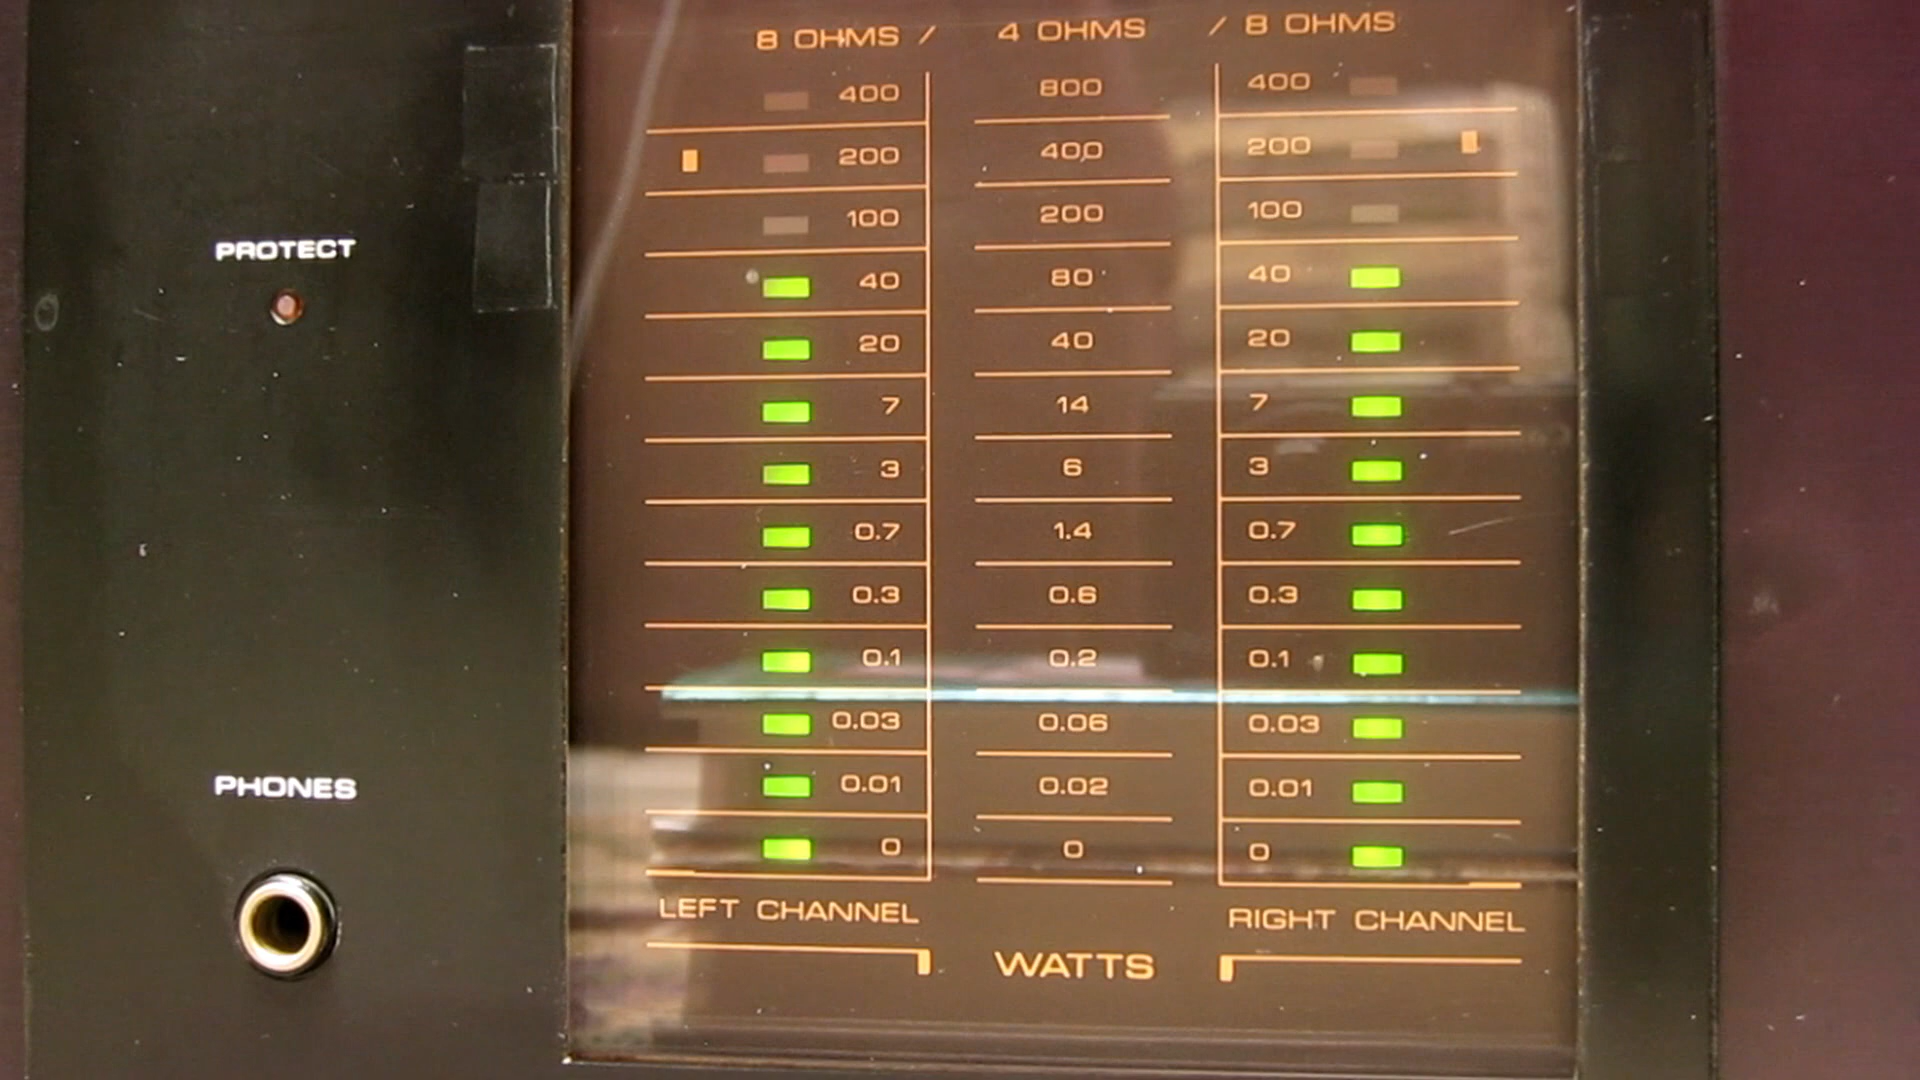 8 OHMS / 4 OHMS / 8 OHMS
400 800 400
200 400 200
100 200 100
PROTECT
40 80 40
20 40 20
7 14 7
3 6 3
0.7 1.4 0.7
0.3 0.6 0.3
0.1 0.2 0.1
0.03 0.06 0.03
PHONES
0.01 0.02 0.01
0 0 0
LEFT CHANNEL RIGHT CHANNEL
WATTS